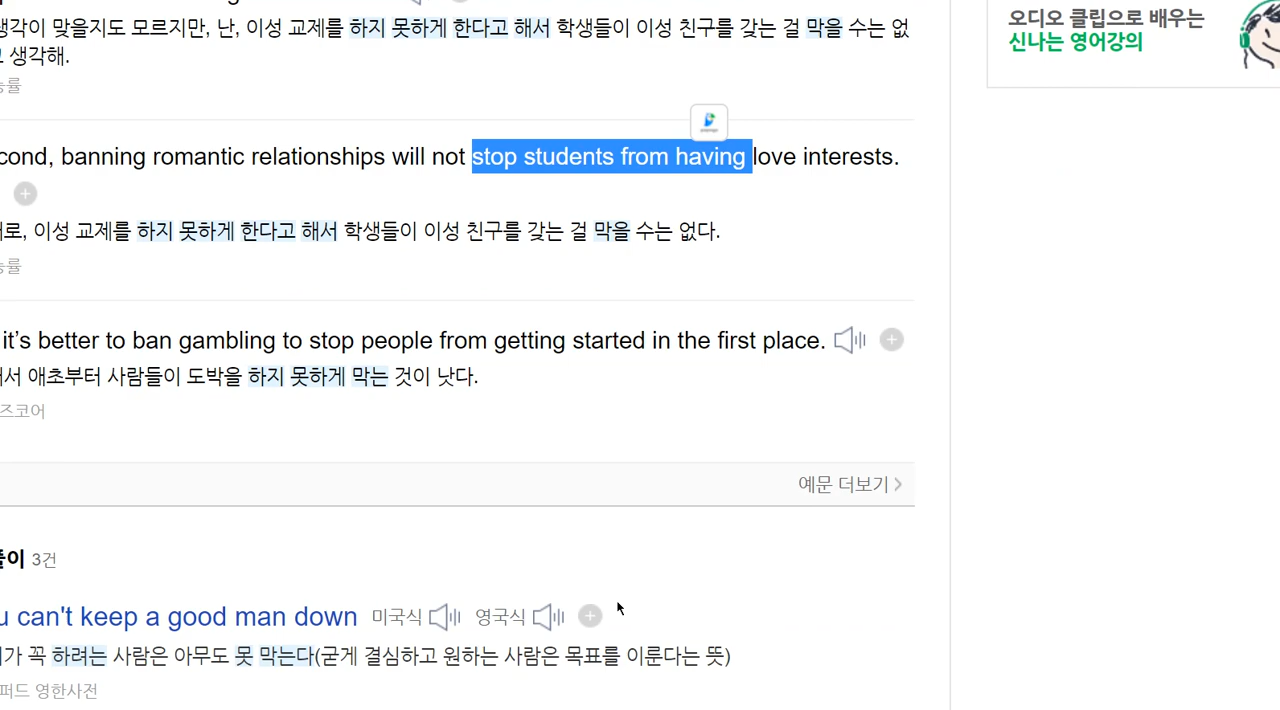 생각이 맞을지도 모르지만, 난, 이성 교제를 하지 못하게 한다고 해서 학생들이 이성 친구를 갖는 걸 막을 수는 없
생각해.
오디오 클립으로 배우는
신나는 영어강의
banning romantic relationships will not stop students from having love interests.
이성 교제를 하지 못하게 한다고 해서 학생들이 이성 친구를 갖는 걸 막을 수는 없다.
it's better to ban gambling to stop people from getting started in the first place.
애초부터 사람들이 도박을 하지 못하게 막는 것이 낫다.
예문 더보기 >
3건
can't keep a good man down 미국식 영국식
꼭 하려는 사람은 아무도 못 막는다(굳게 결심하고 원하는 사람은 목표를 이룬다는 뜻)
영한사전